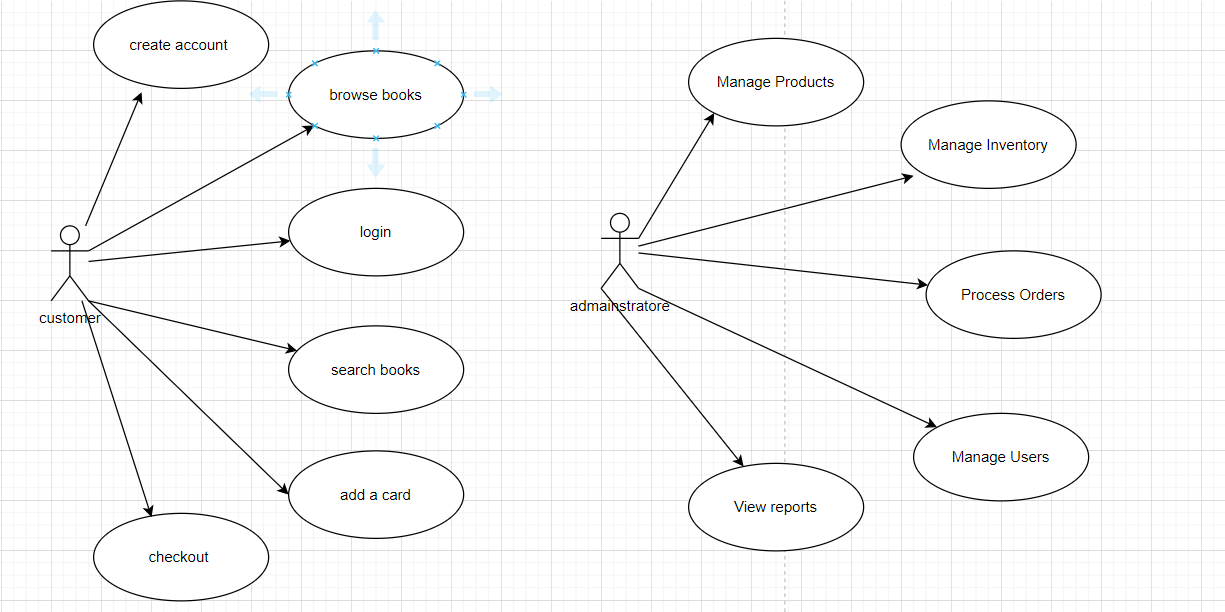 create account
browse books
login
customer
search books
add a card
checkout
Manage Products
Manage Inventory
Process Orders
admainstratore
Manage Users
View reports